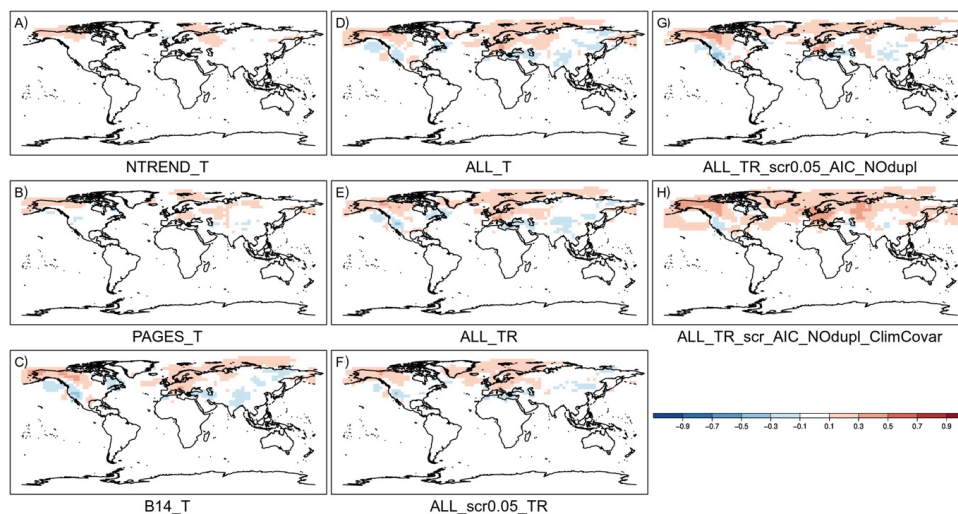 A)
NTREND_T
B)
PAGES_T
C)
B14_T
D)
ALL_T
E)
ALL_TR
F)
ALL_scr0.05_TR
G)
ALL_TR_scr0.05_AIC_NOdupl
H)
ALL_TR_scr_AIC_NOdupl_ClimCovar
−0.9 −0.7 −0.5 −0.3 −0.1 0.1 0.3 0.5 0.7 0.9